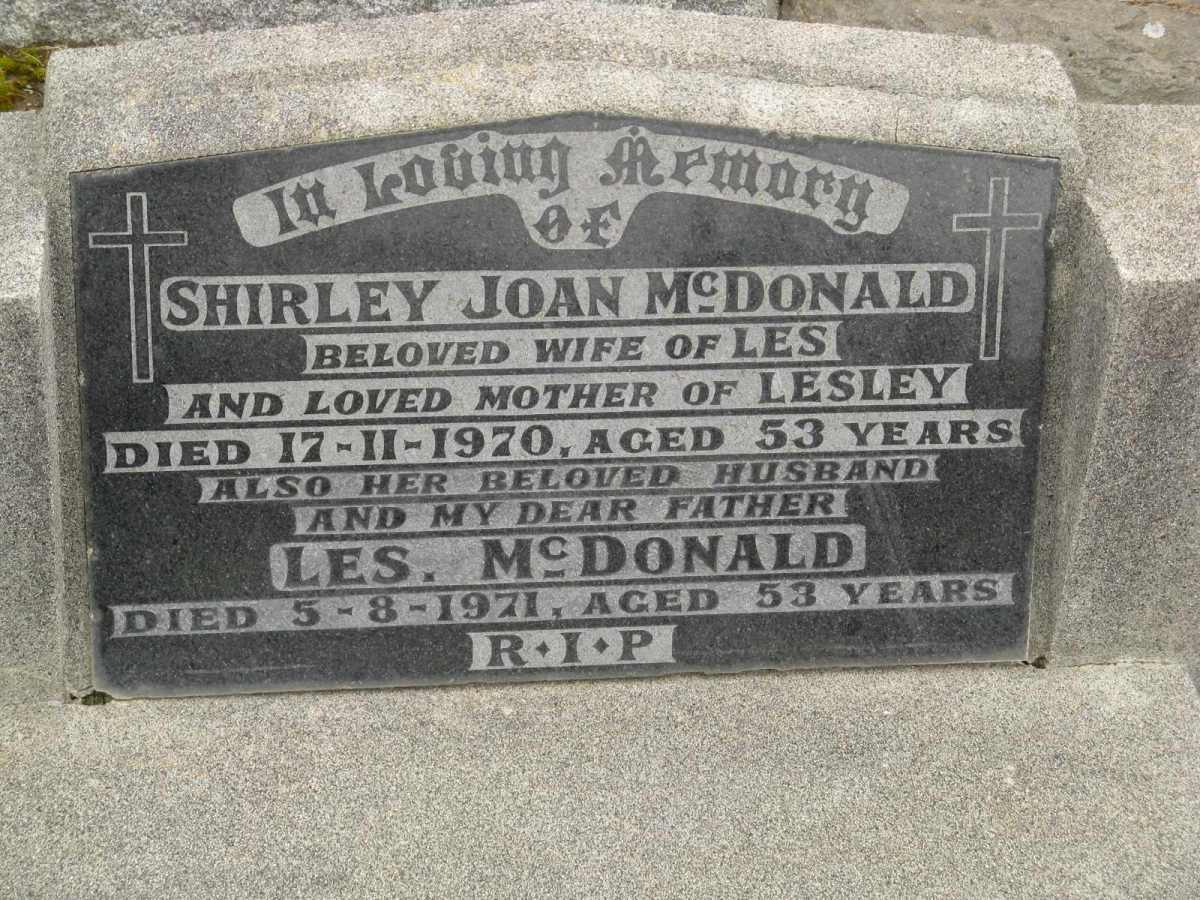 In Loving Memory
Of
SHIRLEY JOAN McDONALD
BELOVED WIFE OF LES
AND LOVED MOTHER OF LESLEY
DIED 17-11-1970, AGED 53 YEARS
ALSO HER BELOVED HUSBAND
AND MY DEAR FATHER
LES. McDONALD
DIED 5-8-1971, AGED 53 YEARS
R·I·P